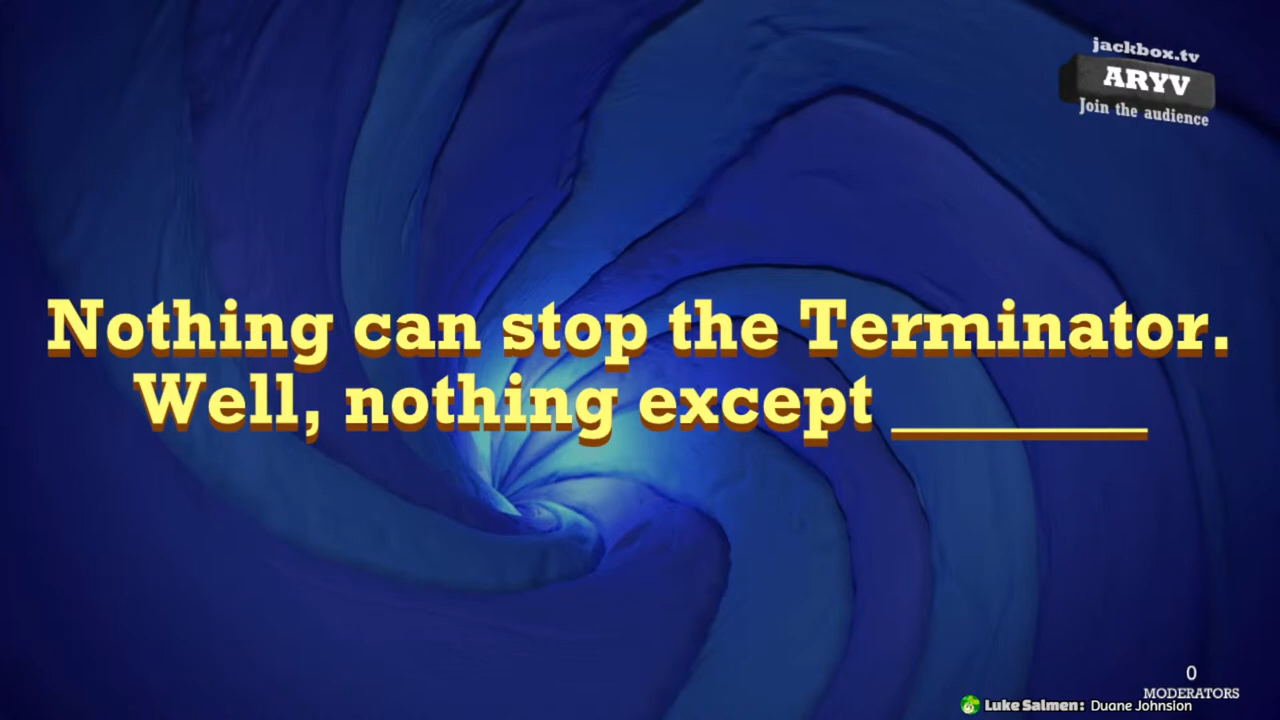 jackbox.tv
ARYV
Join the audience
Nothing can stop the Terminator.
Well, nothing except ________
0
MODERATORS
Luke Salmen: Duane Johnsion